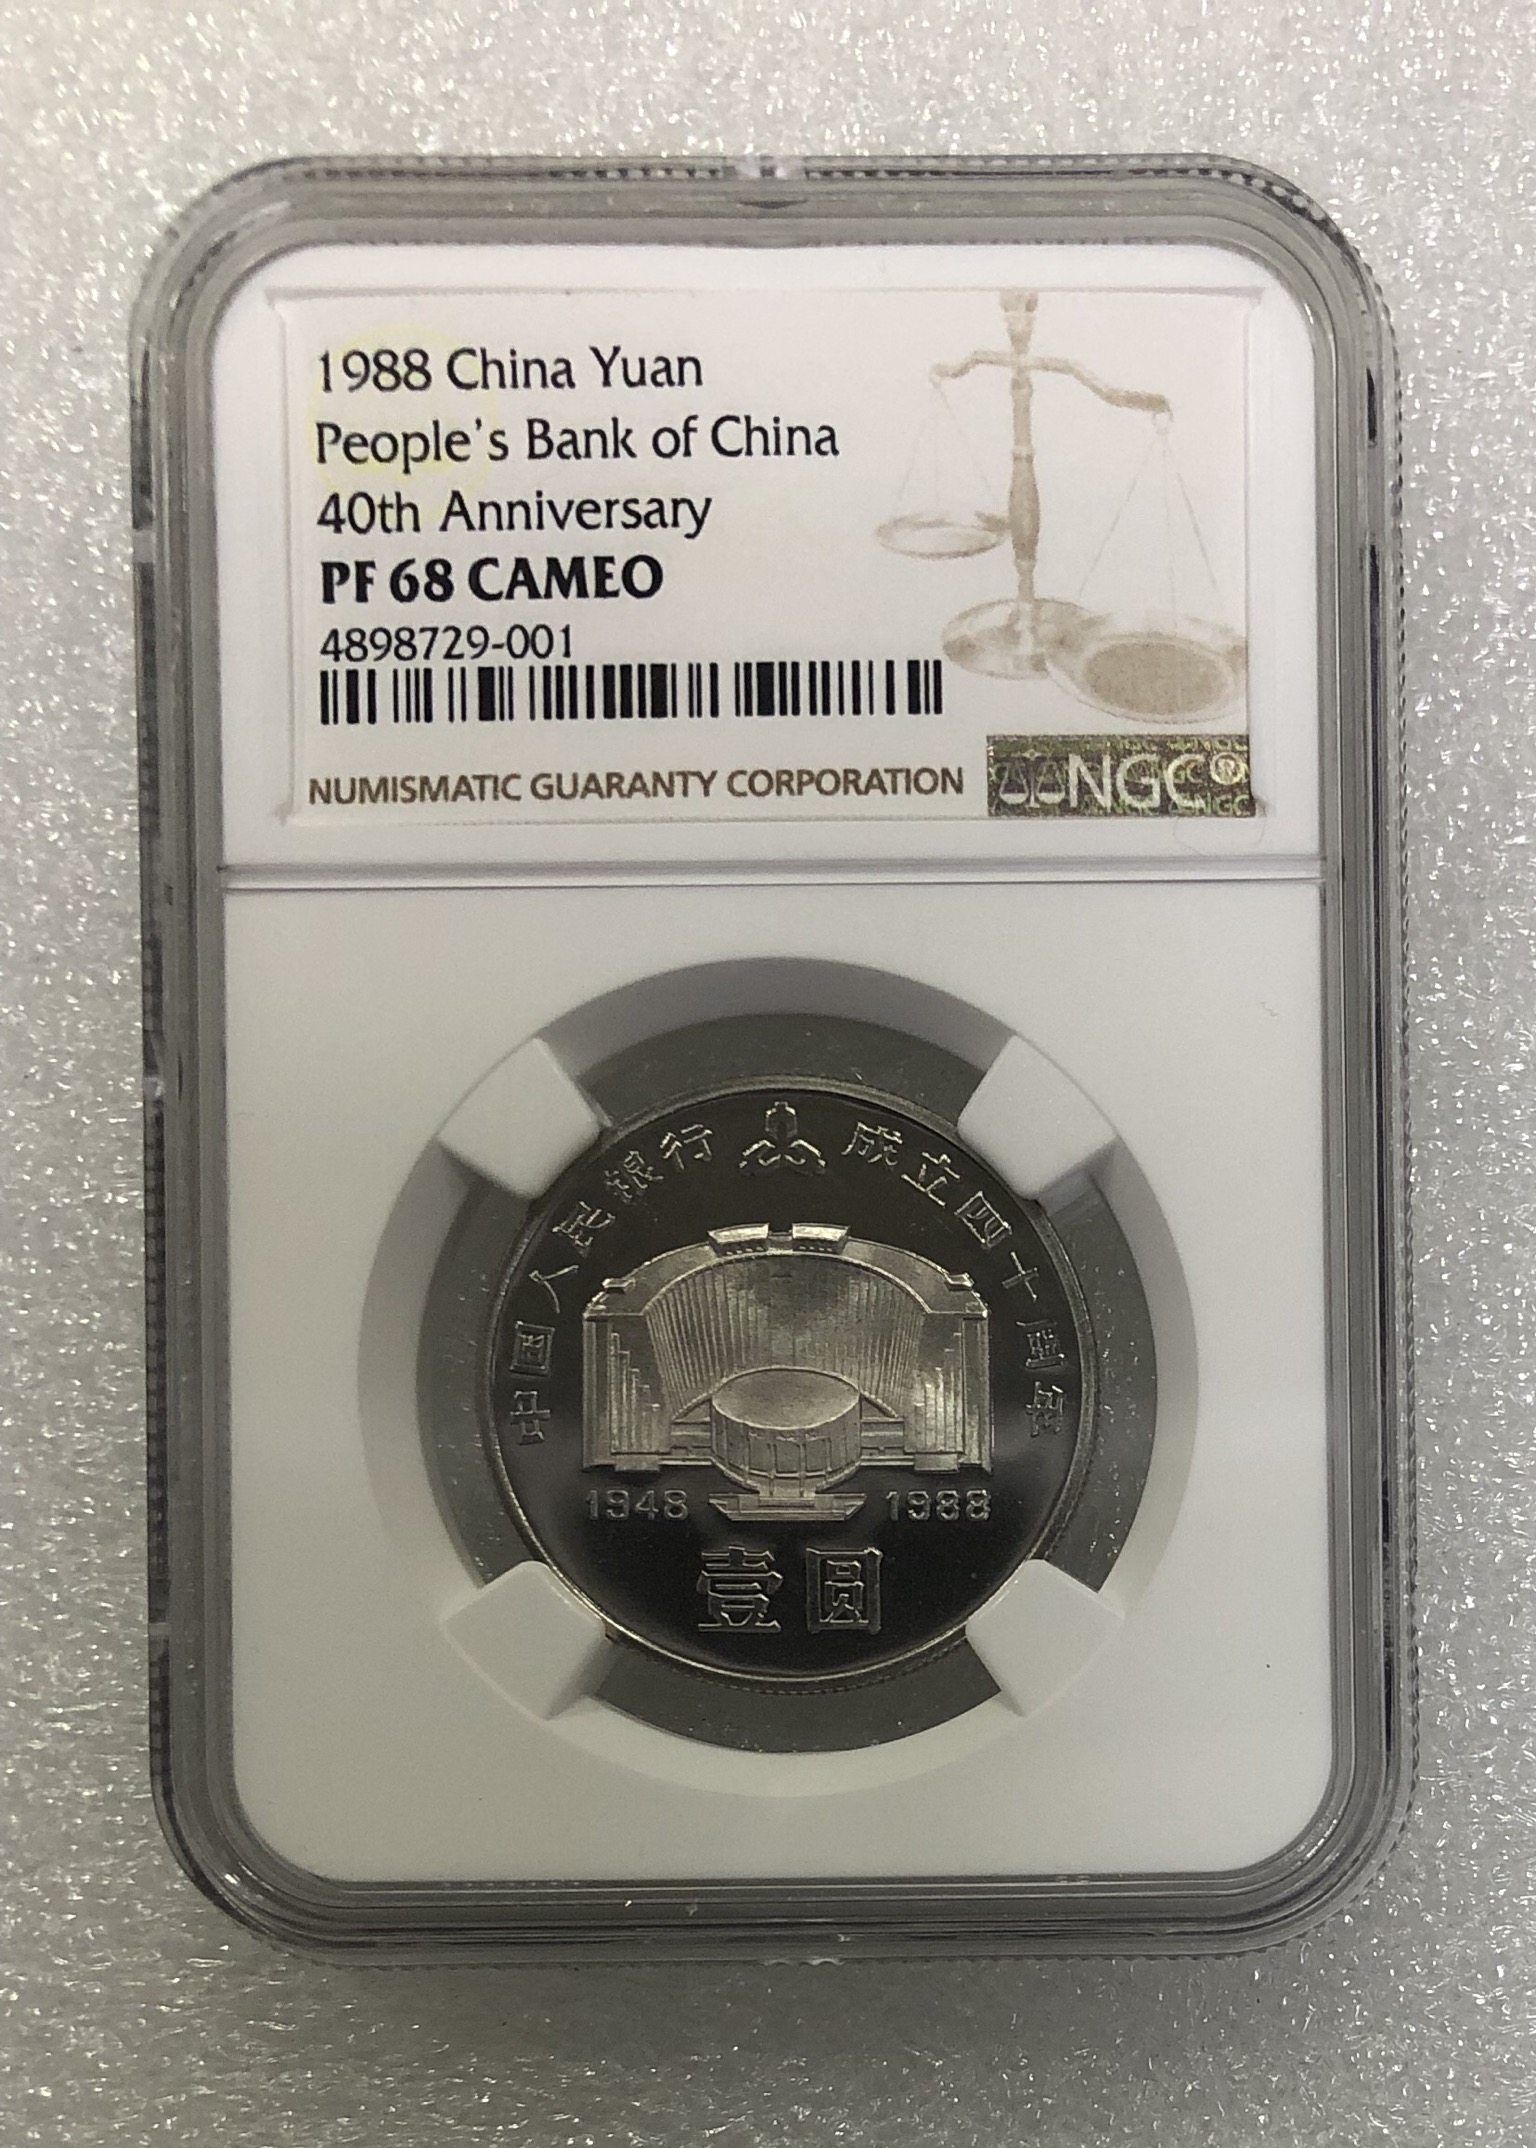 1988 China Yuan
People's Bank of China
40th Anniversary
PF 68 CAMEO
4898729-001
NUMISMATIC GUARANTY CORPORATION
NGC®
中国人民银行 成立四十周年
1948 1988
壹圆